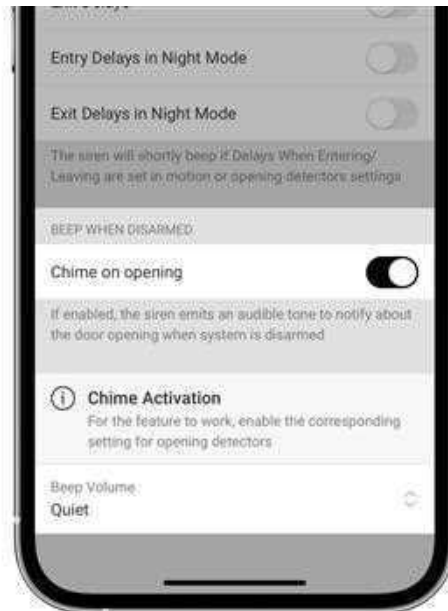 Entry Delays in Night Mode
Exit Delays in Night Mode
The siren will shortly beep if Delays When Entering/
Leaving are set in motion or opening detectors settings
BEEP WHEN DISARMED
Chime on opening
If enabled, the siren emits an audible tone to notify about
the door opening when system is disarmed
Chime Activation
For the feature to work, enable the corresponding
setting for opening detectors
Beep Volume
Quiet